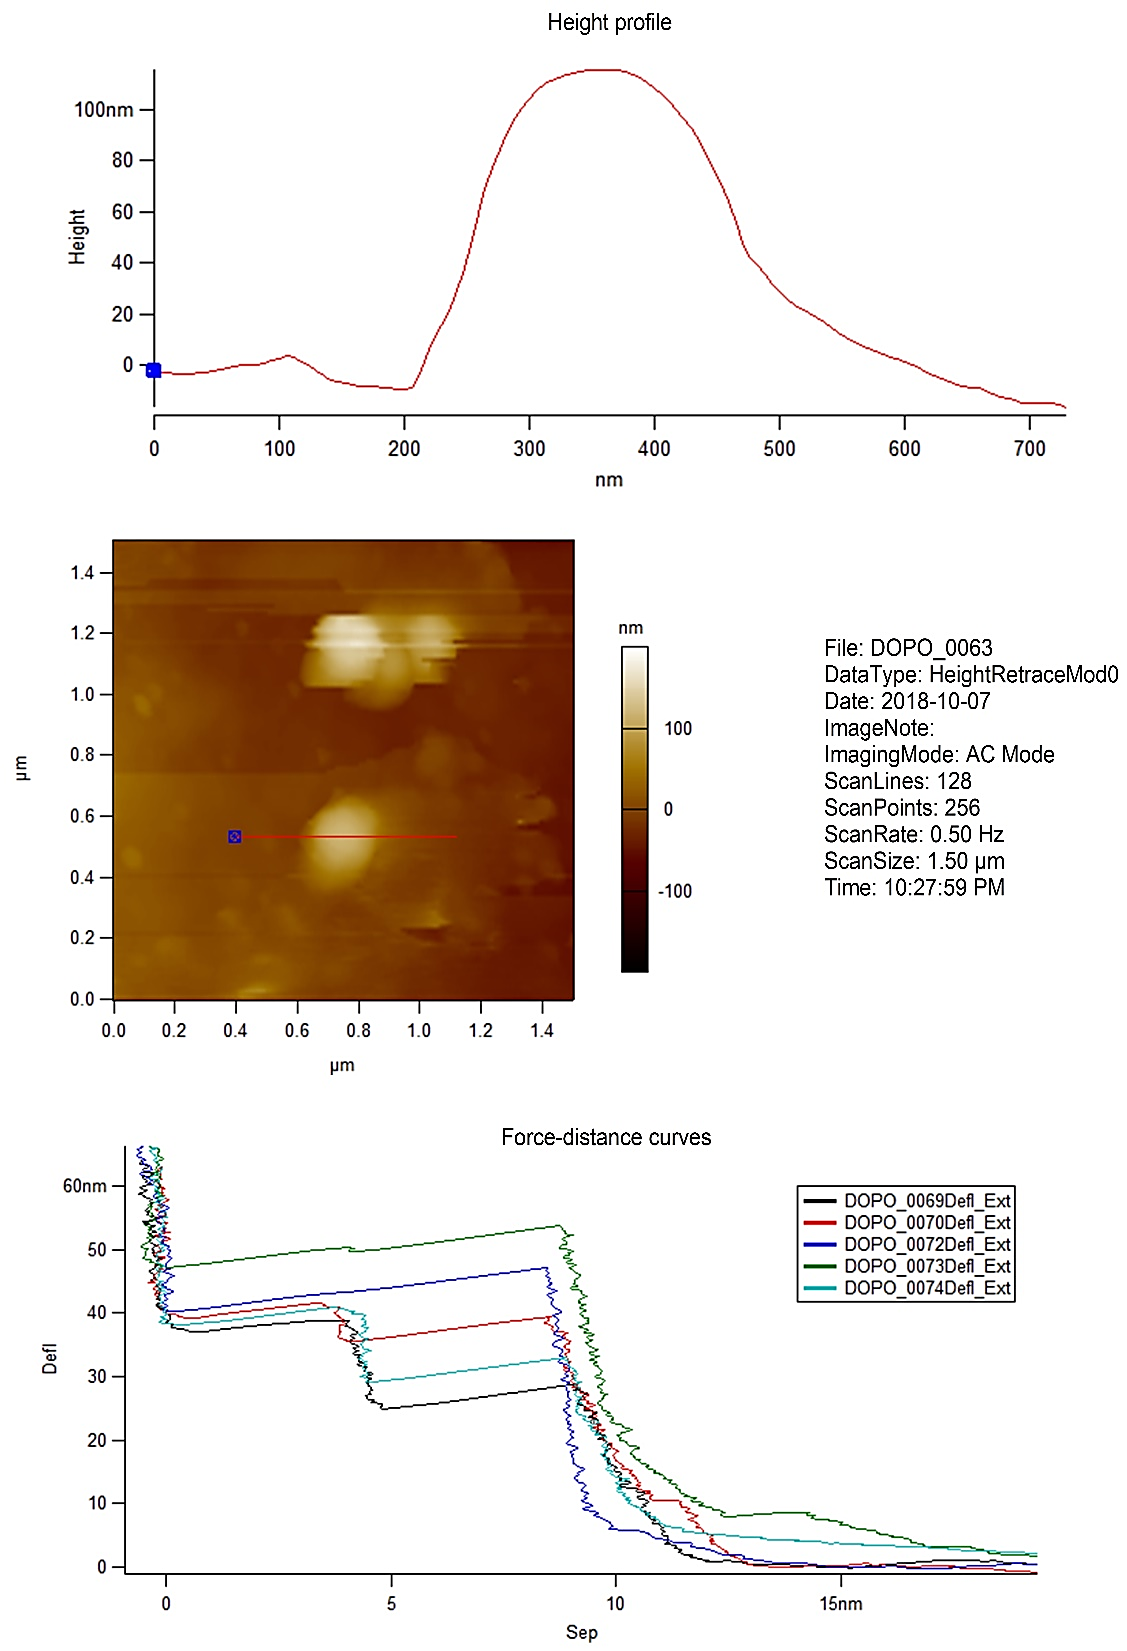 Height profile
100nm
80
60
40
20
0
Height
0 100 200 300 400 500 600 700
nm
1.4
1.2
1.0
0.8
0.6
0.4
0.2
0.0
µm
0.0 0.2 0.4 0.6 0.8 1.0 1.2 1.4
µm
nm
100
0
-100
File: DOPO_0063
DataType: HeightRetraceMod0
Date: 2018-10-07
ImageNote:
ImagingMode: AC Mode
ScanLines: 128
ScanPoints: 256
ScanRate: 0.50 Hz
ScanSize: 1.50 µm
Time: 10:27:59 PM
Force-distance curves
60nm
50
40
30
20
10
0
Defl
DOPO_0069Defl_Ext
DOPO_0070Defl_Ext
DOPO_0072Defl_Ext
DOPO_0073Defl_Ext
DOPO_0074Defl_Ext
0 5 10 15nm
Sep